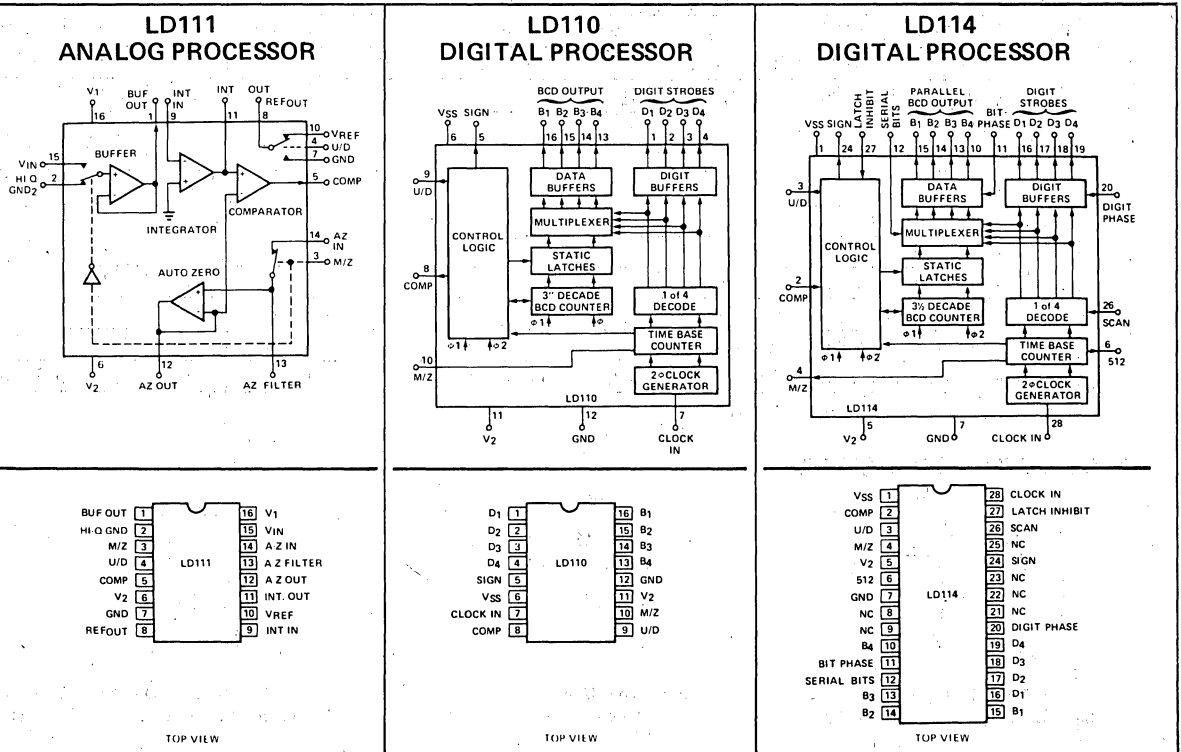 LD111
ANALOG PROCESSOR
V1
16
BUF OUT
1
INT IN
9
INT
11
OUT
8
REFOUT
10
VREF
4
U/D
7
GND
5
COMP
VIN
15
HI Q
GND2
2
BUFFER
INTEGRATOR
COMPARATOR
14
AZ IN
3
M/Z
AUTO ZERO
6
V2
12
AZ OUT
13
AZ FILTER
BUF OUT 1
HI-Q GND 2
M/Z 3
U/D 4
COMP 5
V2 6
GND 7
REFOUT 8
LD111
16 V1
15 VIN
14 A-Z IN
13 A Z FILTER
12 A Z OUT
11 INT. OUT
10 VREF
9 INT IN
TOP VIEW
LD110
DIGITAL PROCESSOR
BCD OUTPUT
DIGIT STROBES
VSS SIGN
B1 B2 B3 B4
D1 D2 D3 D4
6 5
16 15 14 13
1 2 3 4
9
U/D
DATA BUFFERS
DIGIT BUFFERS
MULTIPLEXER
CONTROL LOGIC
STATIC LATCHES
8
COMP
3" DECADE BCD COUNTER
1 of 4 DECODE
ϕ1 ϕ
ϕ1 ϕ2
TIME BASE COUNTER
10
M/Z
2ϕ CLOCK GENERATOR
LD110
11
V2
12
GND
7
CLOCK IN
D1 1
D2 2
D3 3
D4 4
SIGN 5
VSS 6
CLOCK IN 7
COMP 8
LD110
16 B1
15 B2
14 B3
13 B4
12 GND
11 V2
10 M/Z
9 U/D
TOP VIEW
LD114
DIGITAL PROCESSOR
VSS SIGN
LATCH INHIBIT
SERIAL BITS
PARALLEL BCD OUTPUT
B1 B2 B3 B4
BIT PHASE
DIGIT STROBES
D1 D2 D3 D4
1 24 27 12 15 14 13 10 11 16 17 18 19
3
U/D
DATA BUFFERS
DIGIT BUFFERS
20
DIGIT PHASE
MULTIPLEXER
CONTROL LOGIC
STATIC LATCHES
2
COMP
3½ DECADE BCD COUNTER
1 of 4 DECODE
26
SCAN
ϕ1 ϕ2
ϕ1 ϕ2
TIME BASE COUNTER
6
512
4
M/Z
2ϕ CLOCK GENERATOR
LD114
5
V2
7
GND
28
CLOCK IN
VSS 1
COMP 2
U/D 3
M/Z 4
V2 5
512 6
GND 7
NC 8
NC 9
B4 10
BIT PHASE 11
SERIAL BITS 12
B3 13
B2 14
LD114
28 CLOCK IN
27 LATCH INHIBIT
26 SCAN
25 NC
24 SIGN
23 NC
22 NC
21 NC
20 DIGIT PHASE
19 D4
18 D3
17 D2
16 D1
15 B1
TOP VIEW